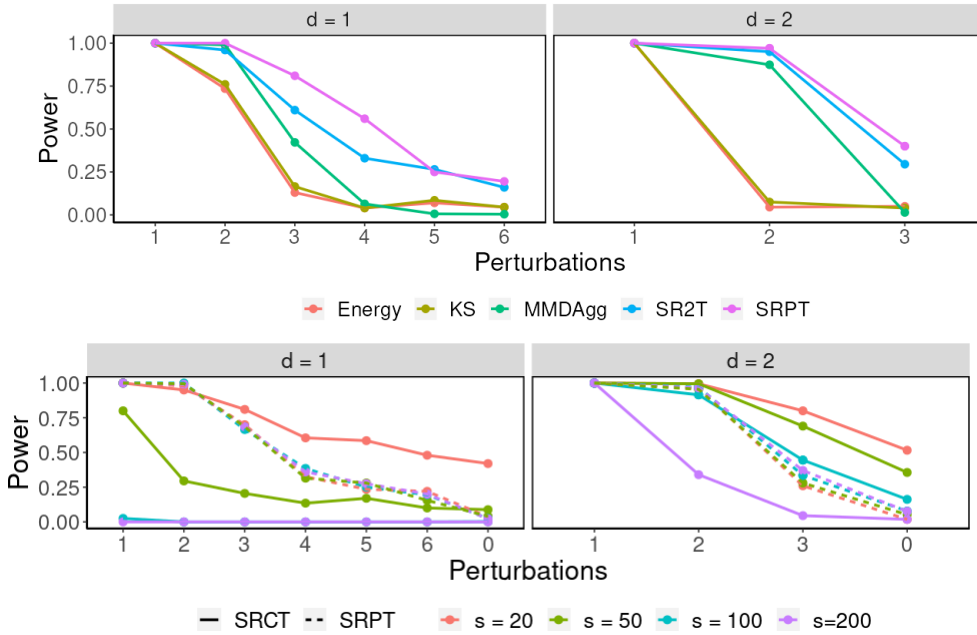 d = 1
d = 2
1.00
0.75
0.50
0.25
0.00
Power
1 2 3 4 5 6
1 2 3
Perturbations
Energy KS MMDAgg SR2T SRPT
d = 1
d = 2
1.00
0.75
0.50
0.25
0.00
Power
1 2 3 4 5 6 0
1 2 3 0
Perturbations
SRCT SRPT s = 20 s = 50 s = 100 s=200